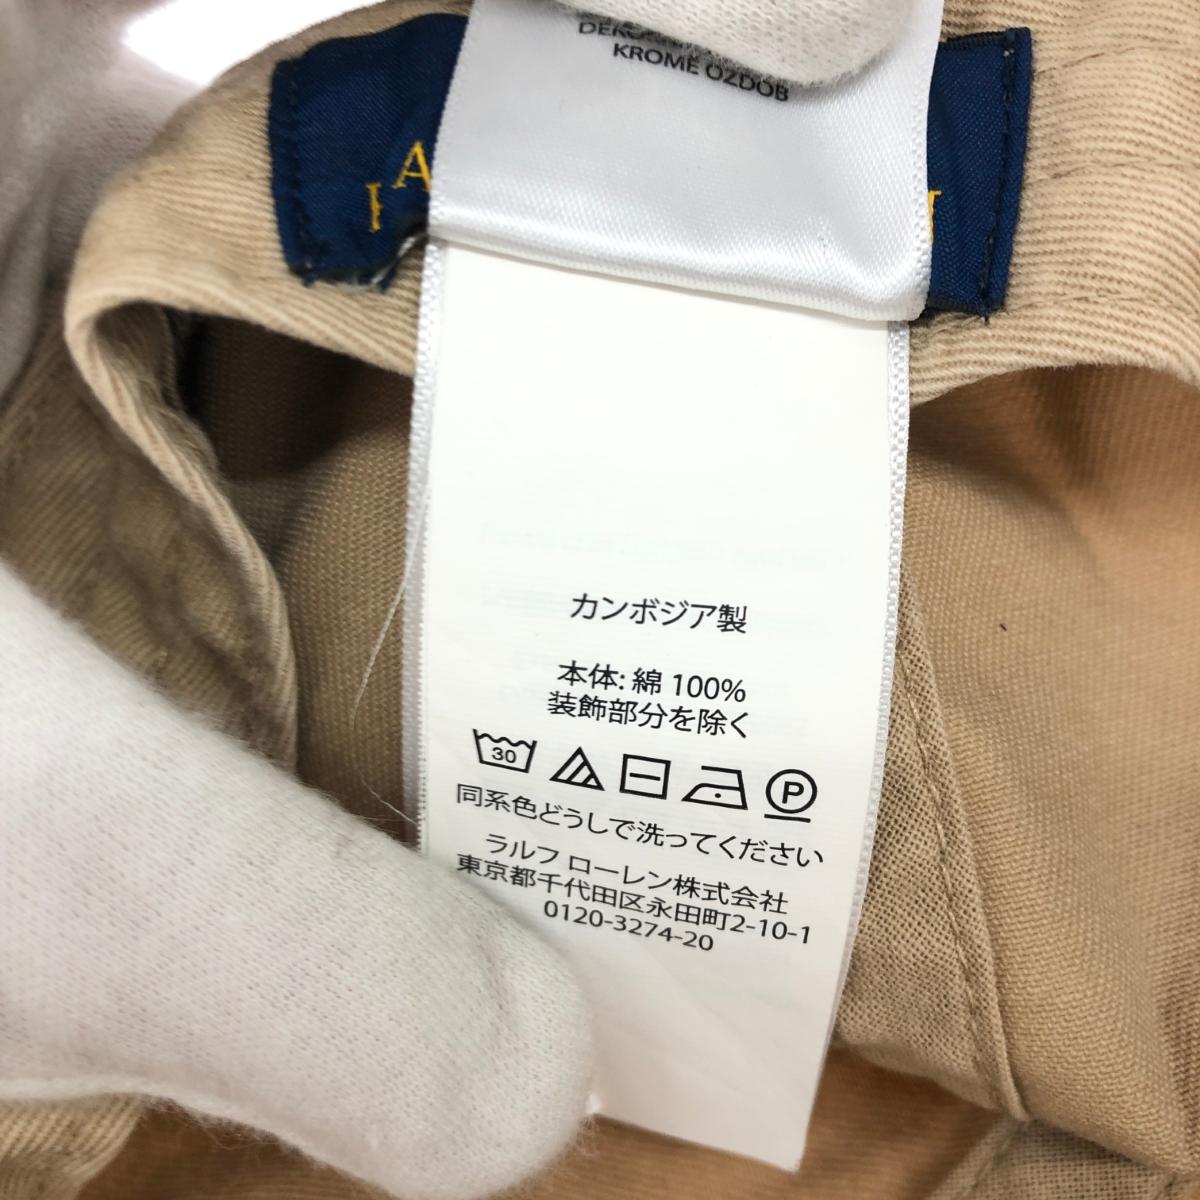 KROME OZDOB
カンボジア製
本体: 綿 100%
装飾部分を除く
30
P
同系色どうしで洗ってください
ラルフ ローレン株式会社
東京都千代田区永田町2-10-1
0120-3274-20